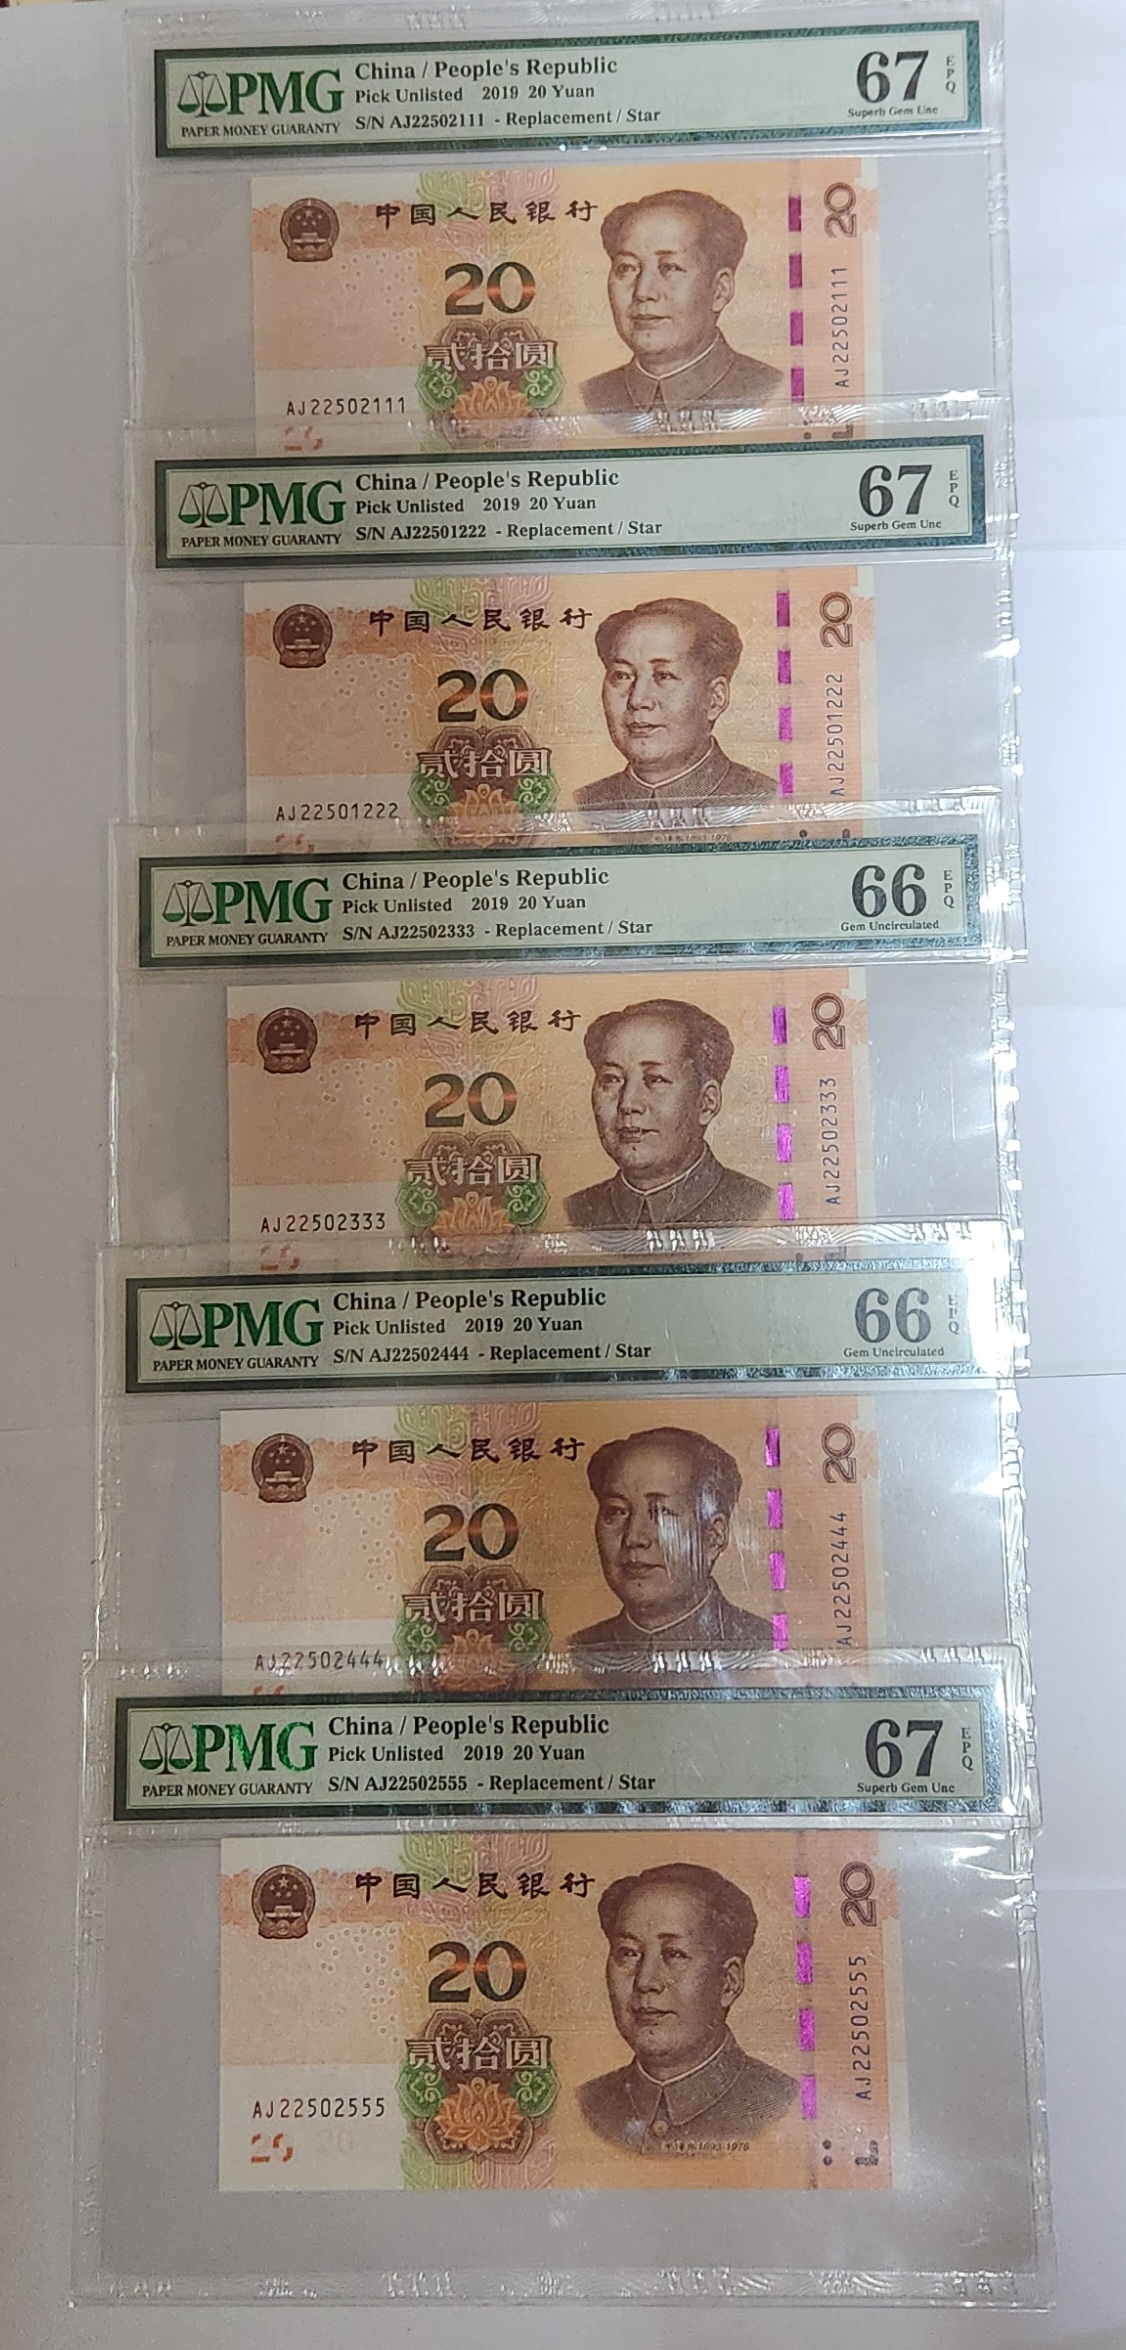 PMG
PAPER MONEY GUARANTY
China / People's Republic
Pick Unlisted 2019 20 Yuan
S/N AJ22502111 - Replacement / Star
67 EPQ
Superb Gem Unc
中国人民银行
20
贰拾圆
AJ22502111
20
AJ22502111
PMG
PAPER MONEY GUARANTY
China / People's Republic
Pick Unlisted 2019 20 Yuan
S/N AJ22501222 - Replacement / Star
67 EPQ
Superb Gem Unc
中国人民银行
20
贰拾圆
AJ22501222
20
AJ22501222
PMG
PAPER MONEY GUARANTY
China / People's Republic
Pick Unlisted 2019 20 Yuan
S/N AJ22502333 - Replacement / Star
66 EPQ
Gem Uncirculated
中国人民银行
20
贰拾圆
AJ22502333
20
AJ22502333
PMG
PAPER MONEY GUARANTY
China / People's Republic
Pick Unlisted 2019 20 Yuan
S/N AJ22502444 - Replacement / Star
66 EPQ
Gem Uncirculated
中国人民银行
20
贰拾圆
AJ22502444
20
AJ22502444
PMG
PAPER MONEY GUARANTY
China / People's Republic
Pick Unlisted 2019 20 Yuan
S/N AJ22502555 - Replacement / Star
67 EPQ
Superb Gem Unc
中国人民银行
20
贰拾圆
AJ22502555
20
毛泽东 1893-1976
20
AJ22502555